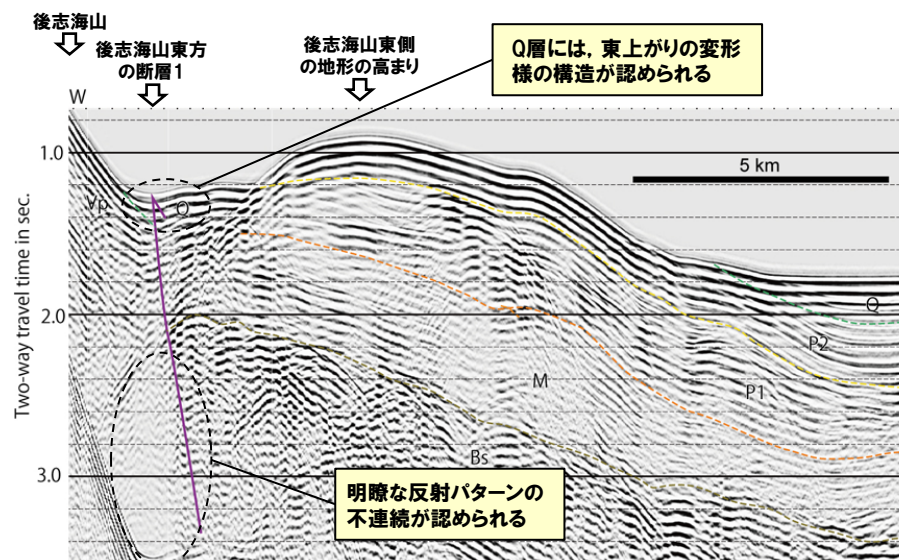 後志海山
後志海山東方
の断層1
後志海山東側
の地形の高まり
Q層には，東上がりの変形
様の構造が認められる
W
1.0
5 km
Vp
Q
2.0
Q
P2
M
P1
Bs
3.0
Two-way travel time in sec.
明瞭な反射パターンの
不連続が認められる